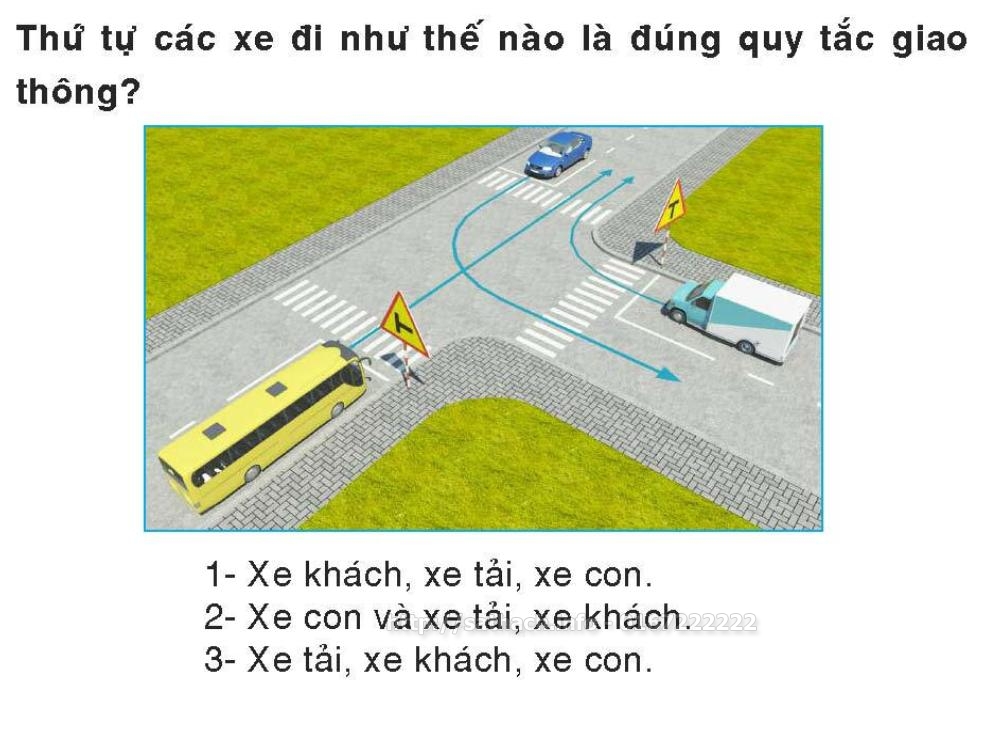 Thứ tự các xe đi như thế nào là đúng quy tắc giao
thông?
1- Xe khách, xe tải, xe con.
2- Xe con và xe tải, xe khách.
3- Xe tải, xe khách, xe con.